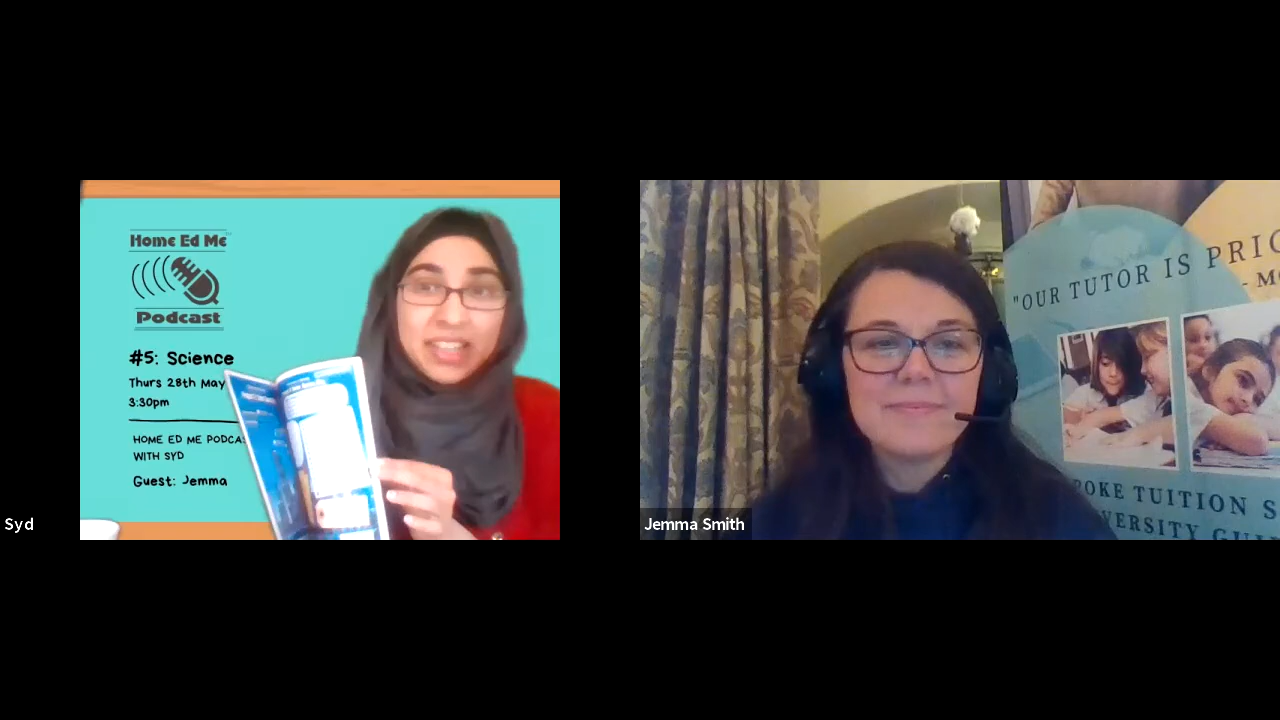 Home Ed Me
Podcast
#5: Science
Thurs 28th May
3:30pm
HOME ED ME PODCA
WITH SYD
Guest: Jemma
Syd
"OUR TUTOR IS PRIC
- MO
POKE TUITION S
VERSITY GUI
Jemma Smith